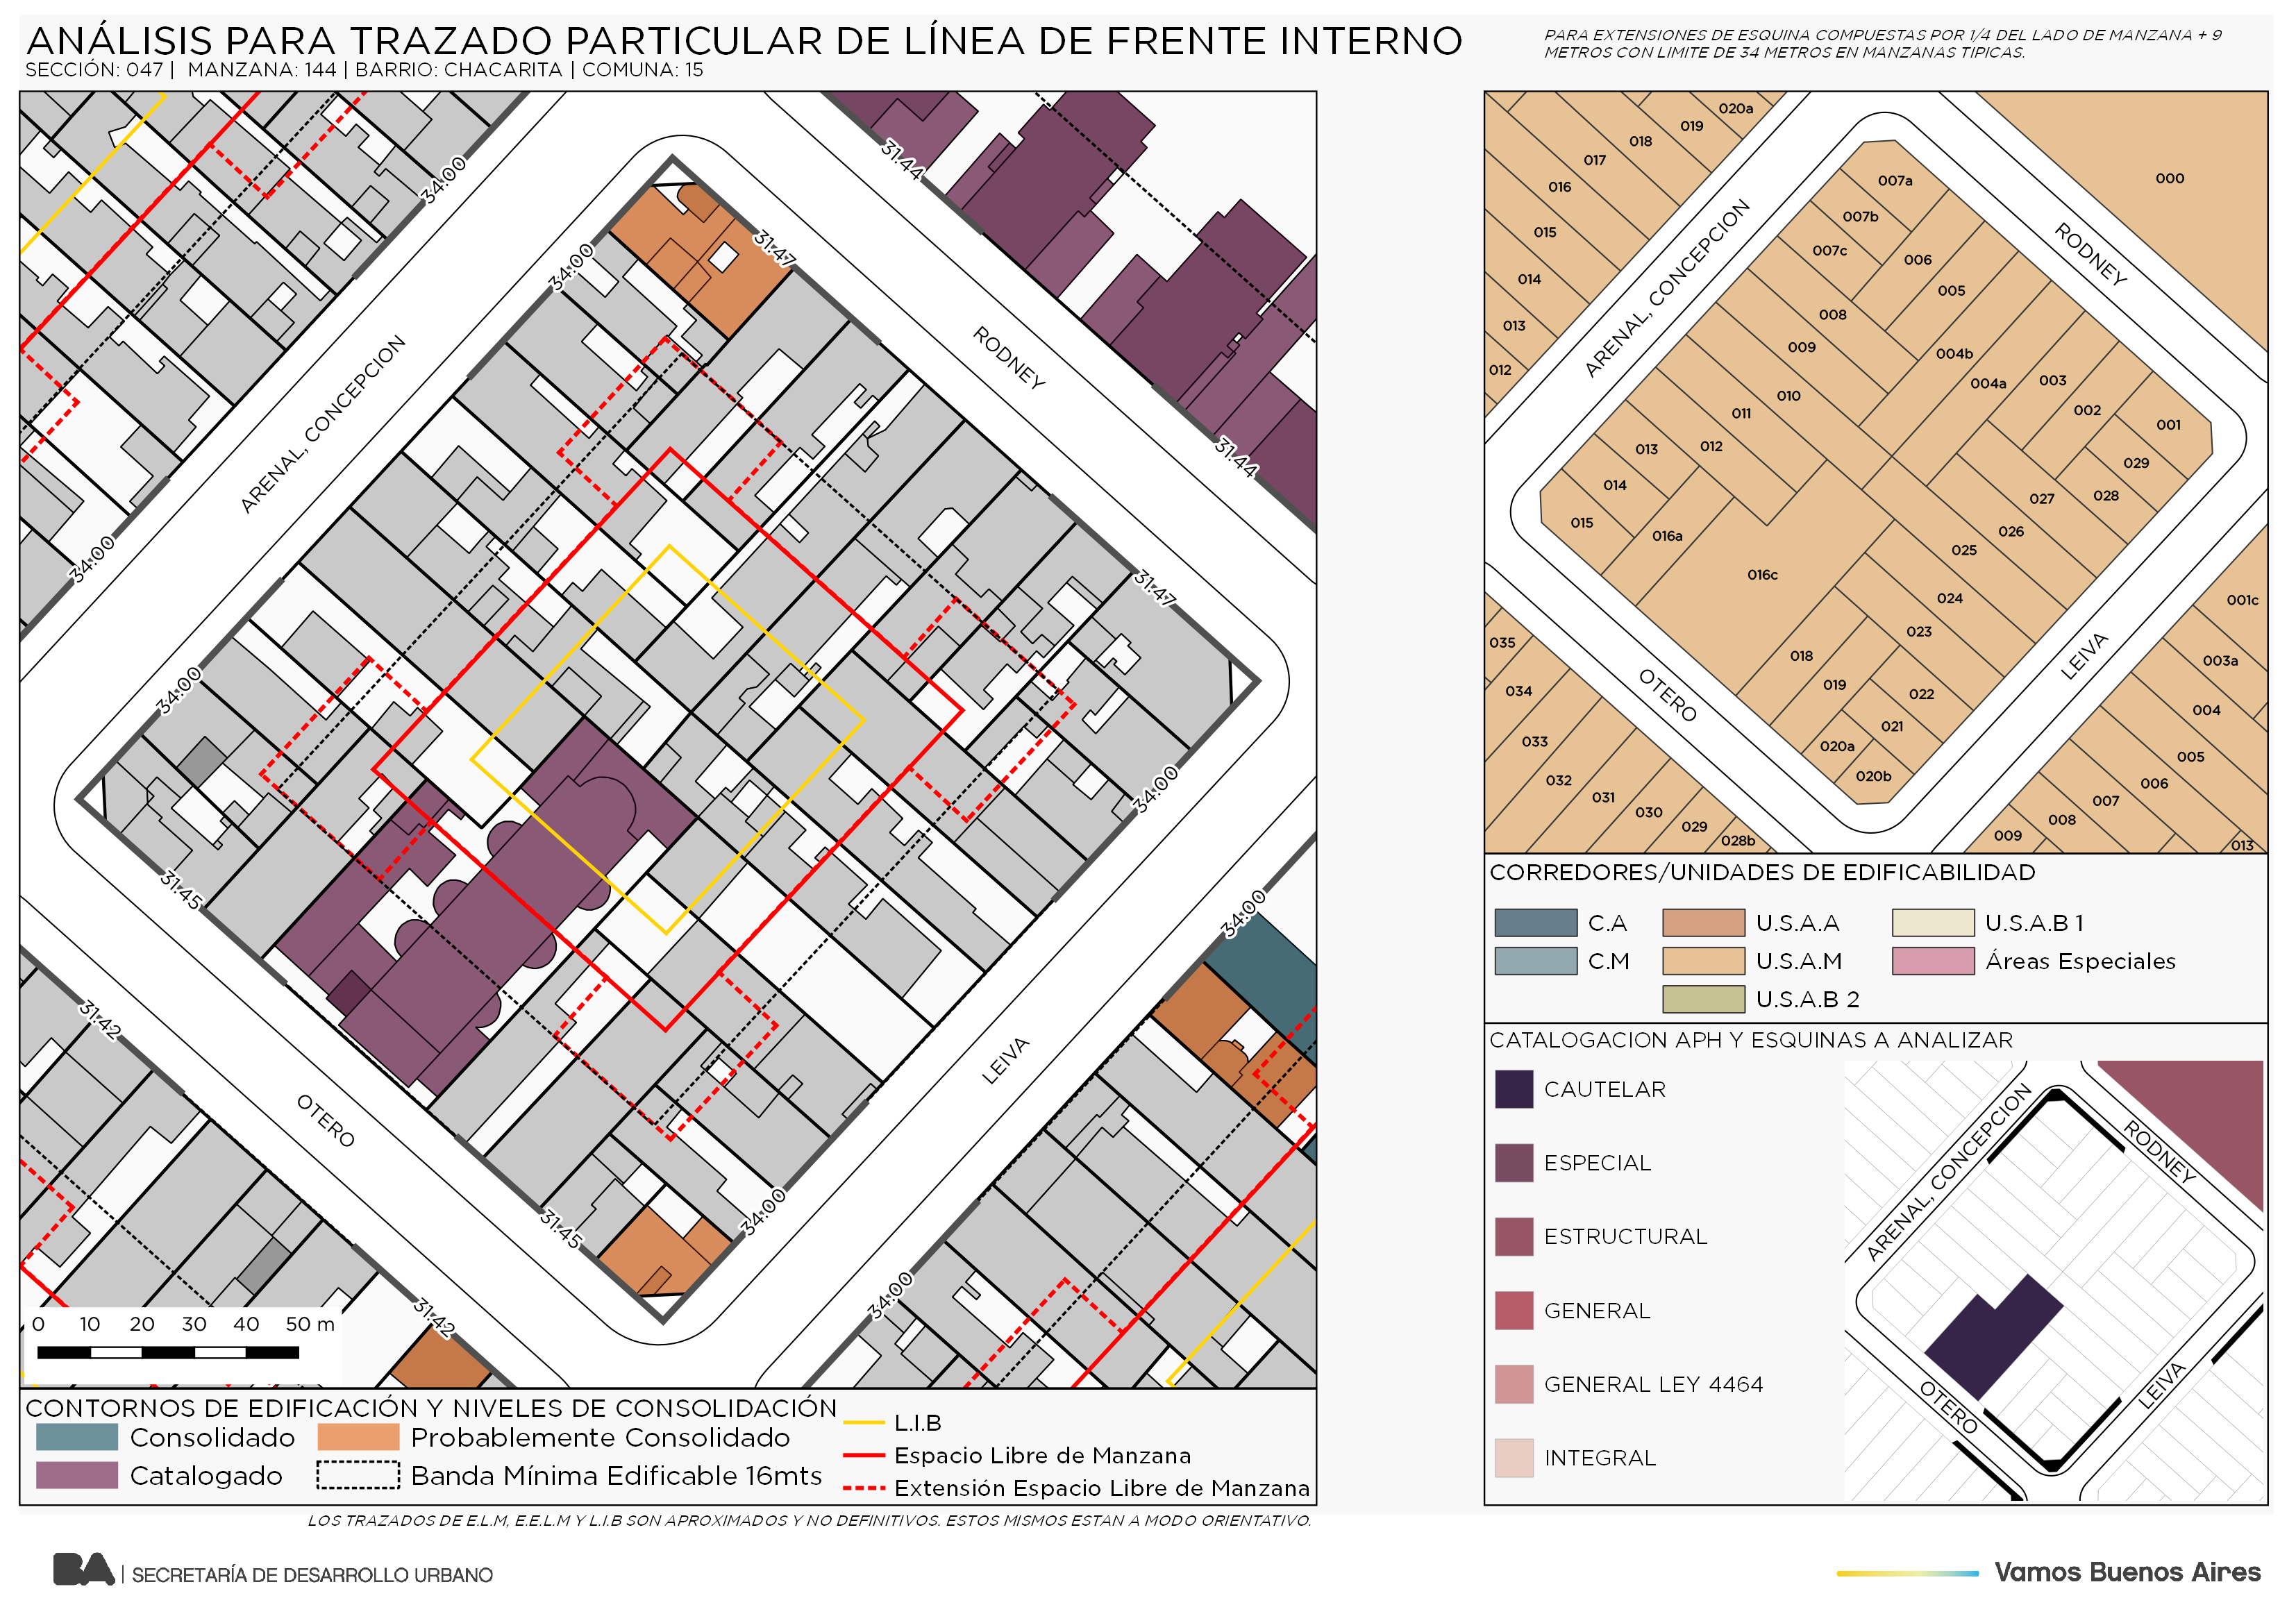 ANÁLISIS PARA TRAZADO PARTICULAR DE LÍNEA DE FRENTE INTERNO
SECCIÓN: 047 | MANZANA: 144 | BARRIO: CHACARITA | COMUNA: 15
PARA EXTENSIONES DE ESQUINA COMPUESTAS POR 1/4 DEL LADO DE MANZANA + 9
METROS CON LIMITE DE 34 METROS EN MANZANAS TIPICAS.
31.44
34.00
31.47
34.00
RODNEY
ARENAL, CONCEPCION
31.44
34.00
31.47
34.00
34.00
31.45
34.00
31.42
LEIVA
OTERO
31.45
34.00
34.00
31.42
0 10 20 30 40 50 m
020a
019
018
017
016
015
014
013
012
000
007a
007b
007c
006
005
008
009
004b
004a
003
002
001
010
011
012
013
014
015
016a
016c
029
028
027
026
025
024
023
018
019
022
021
020a
020b
ARENAL, CONCEPCION
RODNEY
OTERO
LEIVA
035
034
033
032
031
030
029
028b
001c
003a
004
005
006
007
008
009
013
CORREDORES/UNIDADES DE EDIFICABILIDAD
C.A
U.S.A.A
U.S.A.B 1
C.M
U.S.A.M
Áreas Especiales
U.S.A.B 2
CATALOGACION APH Y ESQUINAS A ANALIZAR
CAUTELAR
ESPECIAL
ESTRUCTURAL
GENERAL
GENERAL LEY 4464
INTEGRAL
ARENAL, CONCEPCION
RODNEY
OTERO
LEIVA
CONTORNOS DE EDIFICACIÓN Y NIVELES DE CONSOLIDACIÓN
Consolidado
Probablemente Consolidado
Catalogado
Banda Mínima Edificable 16mts
L.I.B
Espacio Libre de Manzana
Extensión Espacio Libre de Manzana
LOS TRAZADOS DE E.L.M, E.E.L.M Y L.I.B SON APROXIMADOS Y NO DEFINITIVOS. ESTOS MISMOS ESTAN A MODO ORIENTATIVO.
BA | SECRETARÍA DE DESARROLLO URBANO
Vamos Buenos Aires